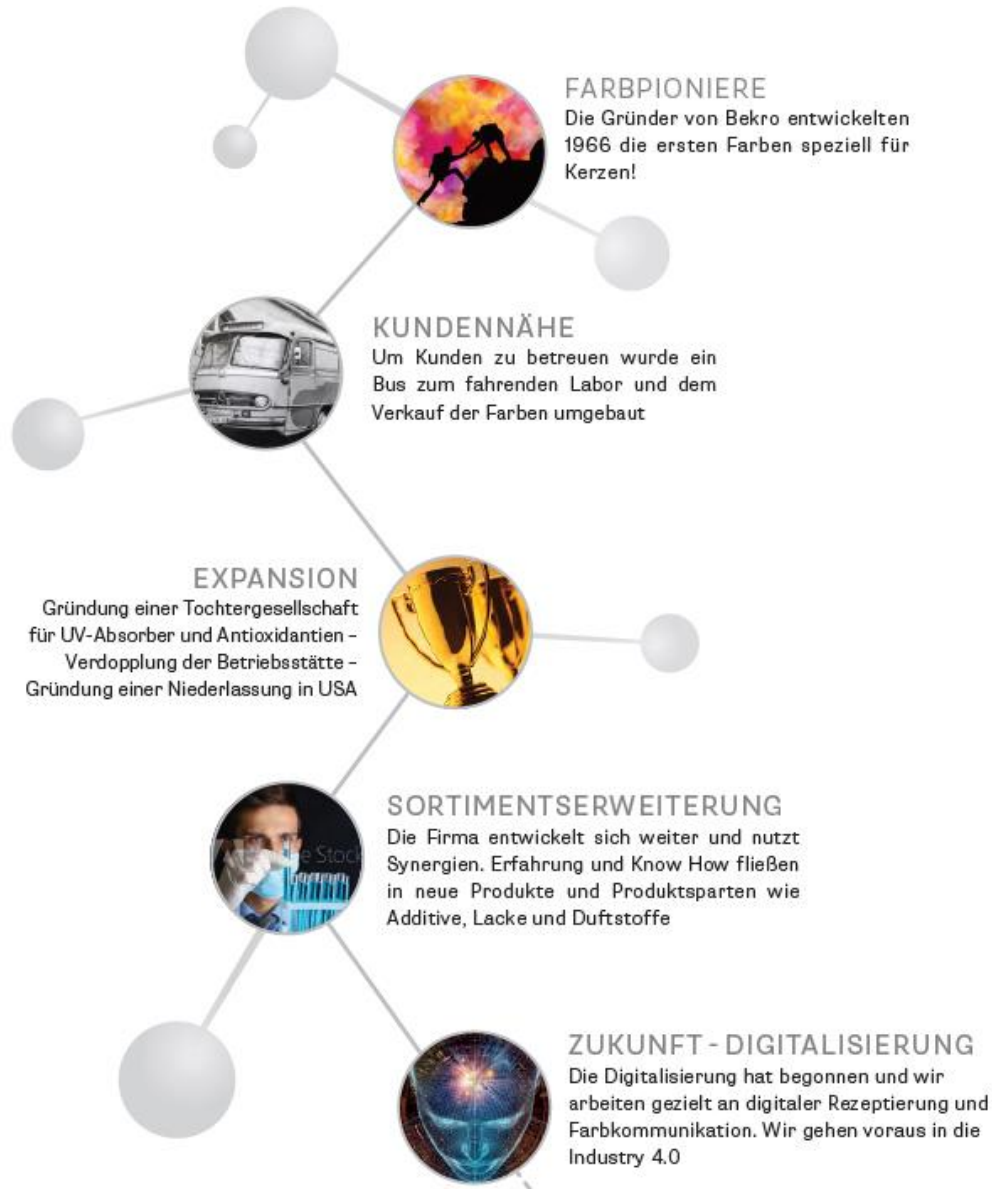 FARBPIONIERE
Die Gründer von Bekro entwickelten
1966 die ersten Farben speziell für
Kerzen!
KUNDENNÄHE
Um Kunden zu betreuen wurde ein
Bus zum fahrenden Labor und dem
Verkauf der Farben umgebaut
EXPANSION
Gründung einer Tochtergesellschaft
für UV-Absorber und Antioxidantien –
Verdopplung der Betriebsstätte –
Gründung einer Niederlassung in USA
SORTIMENTSERWEITERUNG
Die Firma entwickelt sich weiter und nutzt
Synergien. Erfahrung und Know How fließen
in neue Produkte und Produktsparten wie
Additive, Lacke und Duftstoffe
ZUKUNFT - DIGITALISIERUNG
Die Digitalisierung hat begonnen und wir
arbeiten gezielt an digitaler Rezeptierung und
Farbkommunikation. Wir gehen voraus in die
Industry 4.0